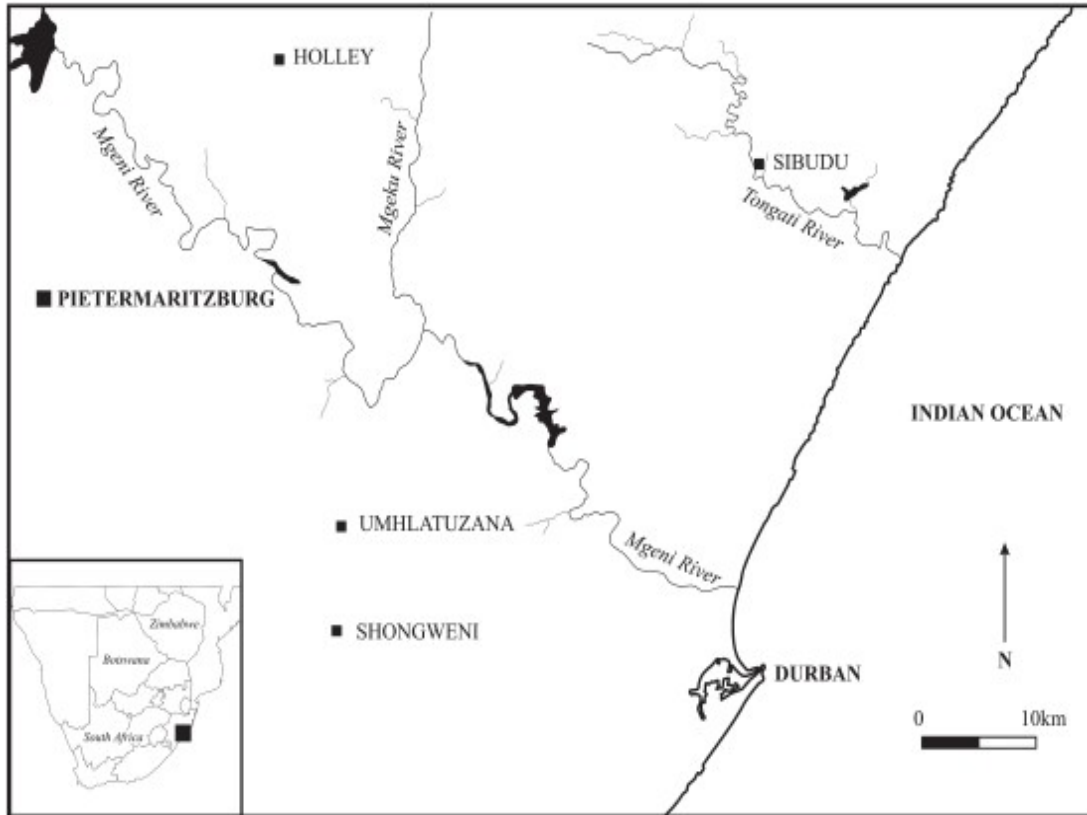 HOLLEY
Mgeni River
Mgeku River
SIBUDU
Tongati River
PIETERMARITZBURG
INDIAN OCEAN
UMHLATUZANA
Mgeni River
SHONGWENI
DURBAN
N
0 10km
Zimbabwe
Botswana
South Africa